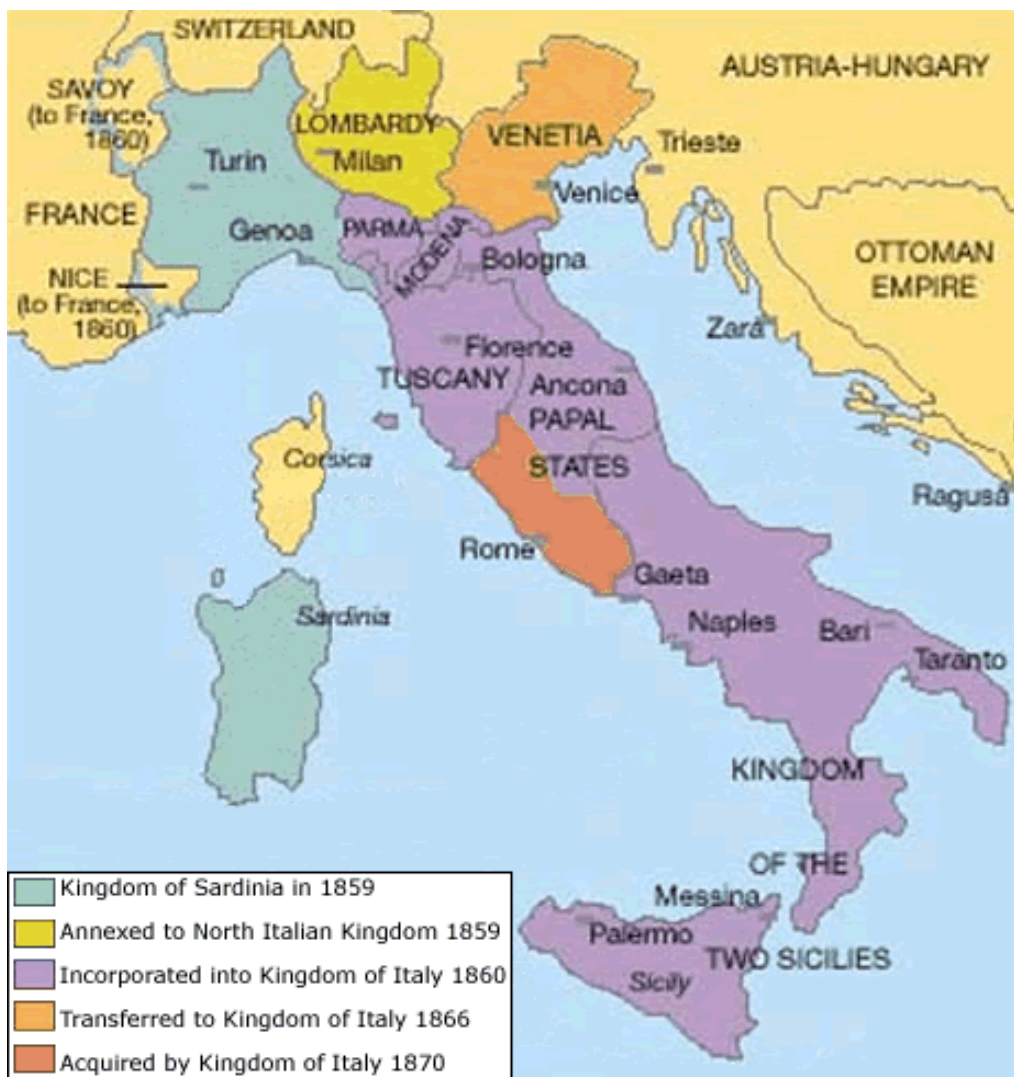 SWITZERLAND
AUSTRIA-HUNGARY
SAVOY
(to France,
1860)
LOMBARDY
VENETIA
Trieste
Turin
Milan
Venice
FRANCE
Genoa
PARMA
MODENA
Bologna
OTTOMAN
EMPIRE
NICE
(to France,
1860)
Zará
Florence
TUSCANY
Ancona
PAPAL
STATES
Corsica
Ragusá
Rome
Gaeta
Sardinia
Naples
Bari
Taranto
KINGDOM
OF THE
Messina
Palermo
TWO SICILIES
Sicily
Kingdom of Sardinia in 1859
Annexed to North Italian Kingdom 1859
Incorporated into Kingdom of Italy 1860
Transferred to Kingdom of Italy 1866
Acquired by Kingdom of Italy 1870